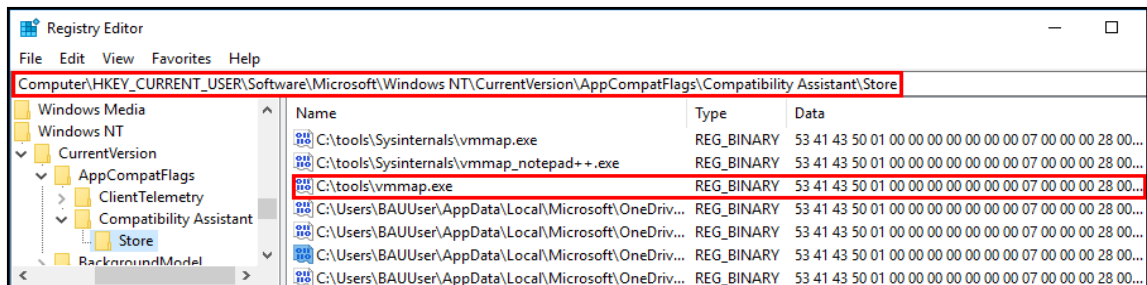 Registry Editor
File Edit View Favorites Help
Computer\HKEY_CURRENT_USER\Software\Microsoft\Windows NT\CurrentVersion\AppCompatFlags\Compatibility Assistant\Store
Windows Media
Windows NT
CurrentVersion
AppCompatFlags
ClientTelemetry
Compatibility Assistant
Store
BackgroundModel
Name Type Data
C:\tools\Sysinternals\vmmap.exe REG_BINARY 53 41 43 50 01 00 00 00 00 00 00 00 07 00 00 00 28 00...
C:\tools\Sysinternals\vmmap_notepad++.exe REG_BINARY 53 41 43 50 01 00 00 00 00 00 00 00 07 00 00 00 28 00...
C:\tools\vmmap.exe REG_BINARY 53 41 43 50 01 00 00 00 00 00 00 00 07 00 00 00 28 00...
C:\Users\BAUUser\AppData\Local\Microsoft\OneDriv... REG_BINARY 53 41 43 50 01 00 00 00 00 00 00 00 07 00 00 00 28 00...
C:\Users\BAUUser\AppData\Local\Microsoft\OneDriv... REG_BINARY 53 41 43 50 01 00 00 00 00 00 00 00 07 00 00 00 28 00...
C:\Users\BAUUser\AppData\Local\Microsoft\OneDriv... REG_BINARY 53 41 43 50 01 00 00 00 00 00 00 00 07 00 00 00 28 00...
C:\Users\BAUUser\AppData\Local\Microsoft\OneDriv... REG_BINARY 53 41 43 50 01 00 00 00 00 00 00 00 07 00 00 00 28 00...